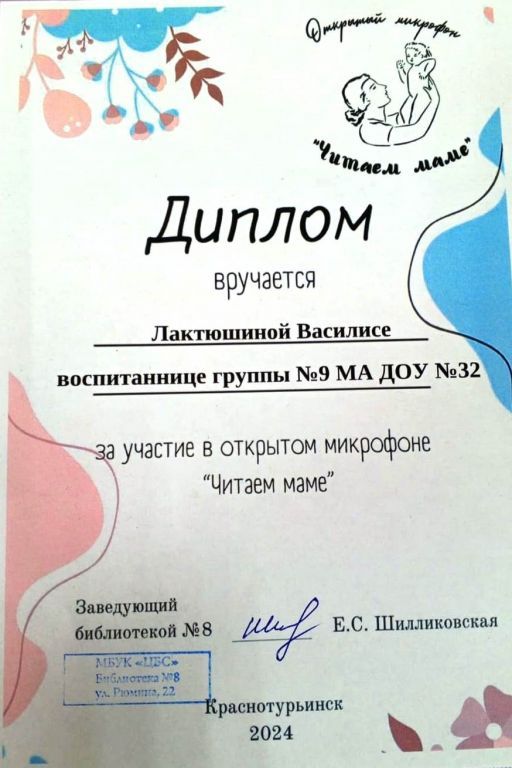 Открытый микрофон
"Читаем маме"
Диплом
вручается
Лактюшиной Василисе
воспитаннице группы №9 МА ДОУ №32
за участие в открытом микрофоне
“Читаем маме”
Заведующий
библиотекой №8 Е.С. Шилликовская
МБУК «ЦБС»
Библиотека №8
ул. Рюмина, 22
Краснотурьинск
2024